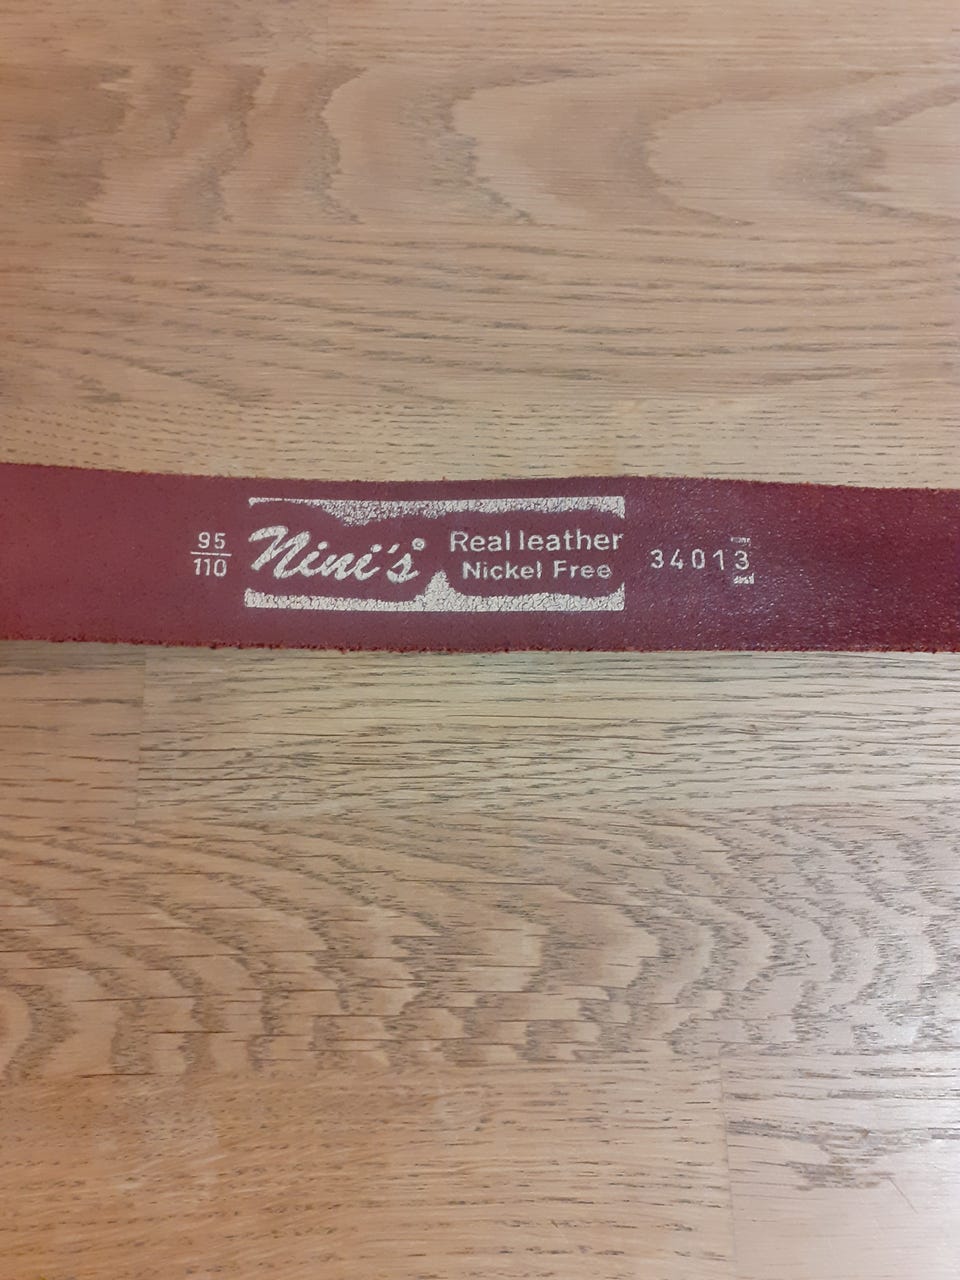 95
110
Nini's®
Real leather
Nickel Free
34013